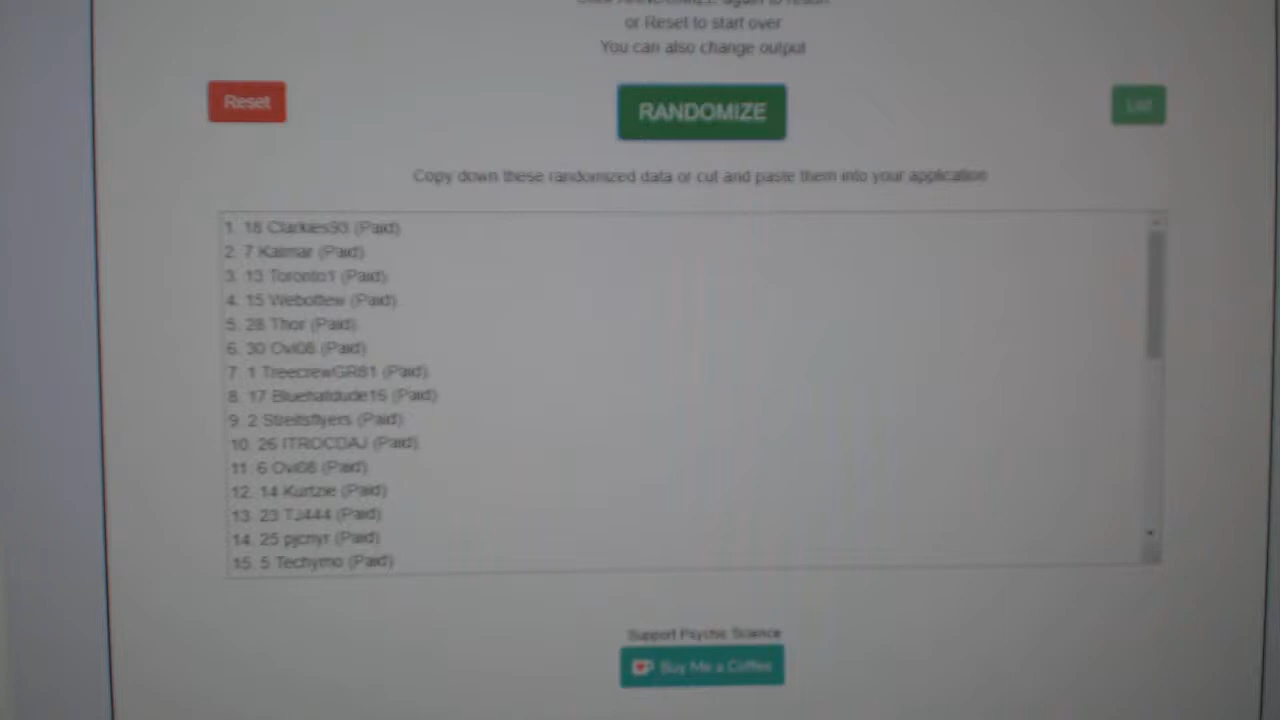 or Reset to start over
You can also change output
Reset
RANDOMIZE
List
Copy down these randomized data or cut and paste them into your application
1. 18 Clarkies93 (Paid)
2. 7 Kalmar (Paid)
3. 13 Toronto1 (Paid)
4. 15 (Paid)
5. 28 Thor (Paid)
6. 30 Ovi08 (Paid)
7. 1 TreecrewGR81 (Paid)
8. 17 Bluehatdude16 (Paid)
9. 2 Streitsflyers (Paid)
10. 26 ITROCDAJ (Paid)
11. 6 Ovi08 (Paid)
12. 14 Kurtzie (Paid)
13. 23 TJ444 (Paid)
14. 25 pjcnyr (Paid)
15. 5 Techymo (Paid)
Support Psychic Science
Buy Me a Coffee